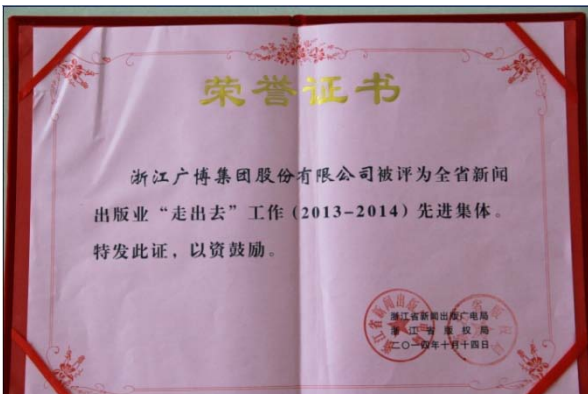 荣誉证书
浙江广博集团股份有限公司被评为全省新闻
出版业“走出去”工作(2013-2014)先进集体。
特发此证，以资鼓励。
浙江省新闻出版广电局
浙江省版权局
二〇一四年十月十四日